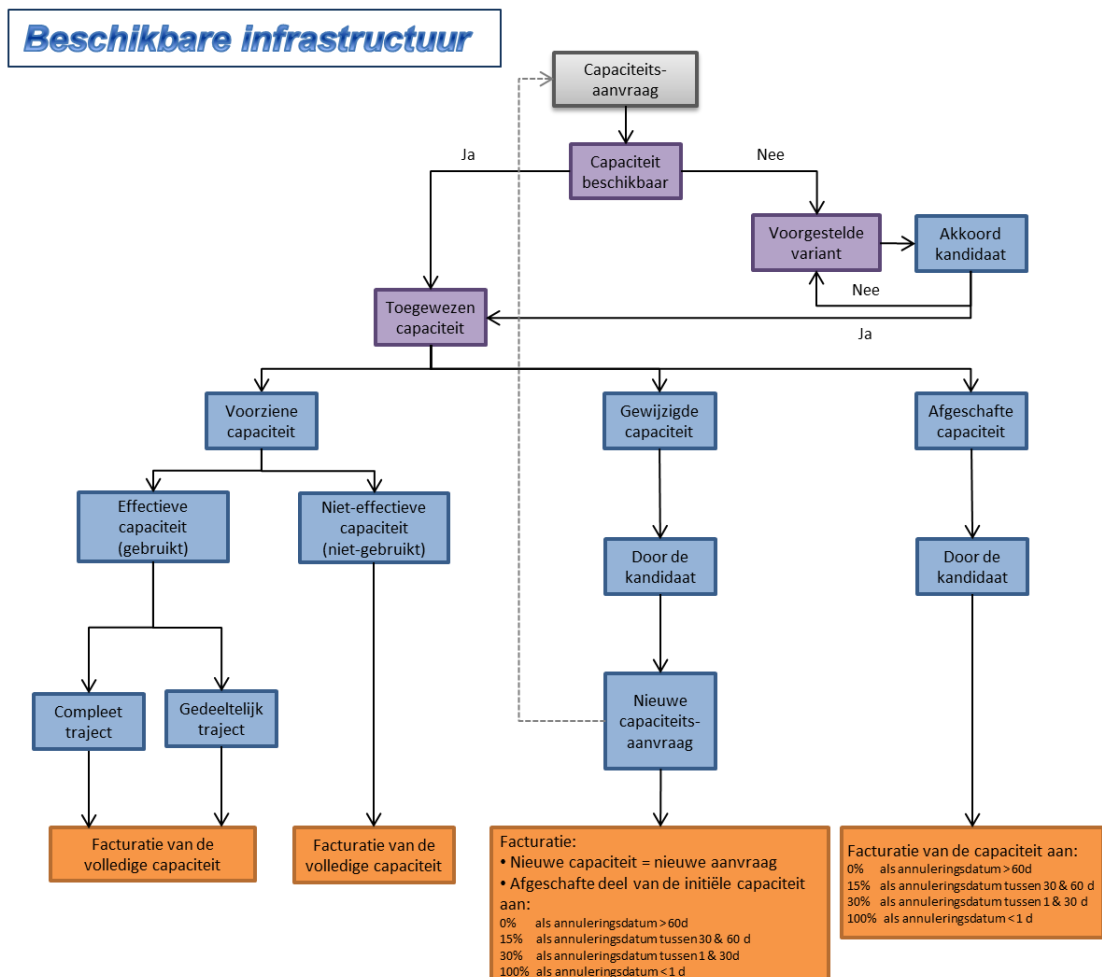 Beschikbare infrastructuur
Capaciteits-
aanvraag
Ja
Capaciteit
beschikbaar
Nee
Voorgestelde
variant
Akkoord
kandidaat
Nee
Toegewezen
capaciteit
Ja
Voorziene
capaciteit
Gewijzigde
capaciteit
Afgeschafte
capaciteit
Effectieve
capaciteit
(gebruikt)
Niet-effectieve
capaciteit
(niet-gebruikt)
Door de
kandidaat
Door de
kandidaat
Compleet
traject
Gedeeltelijk
traject
Nieuwe
capaciteits-
aanvraag
Facturatie van de
volledige capaciteit
Facturatie van de
volledige capaciteit
Facturatie:
• Nieuwe capaciteit = nieuwe aanvraag
• Afgeschafte deel van de initiële capaciteit
aan:
0% als annuleringsdatum > 60d
15% als annuleringsdatum tussen 30 & 60 d
30% als annuleringsdatum tussen 1 & 30d
100% als annuleringsdatum < 1 d
Facturatie van de capaciteit aan:
0% als annuleringsdatum > 60d
15% als annuleringsdatum tussen 30 & 60 d
30% als annuleringsdatum tussen 1 & 30 d
100% als annuleringsdatum < 1 d